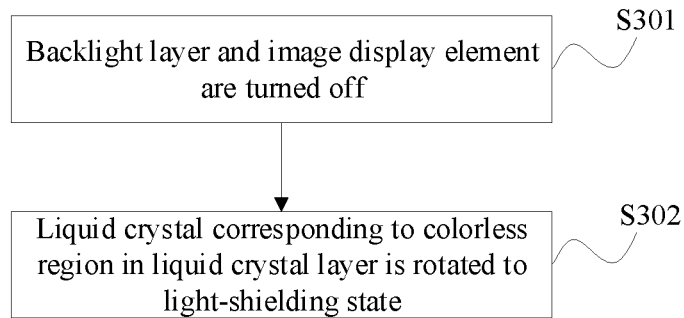 S301
Backlight layer and image display element
are turned off
S302
Liquid crystal corresponding to colorless
region in liquid crystal layer is rotated to
light-shielding state